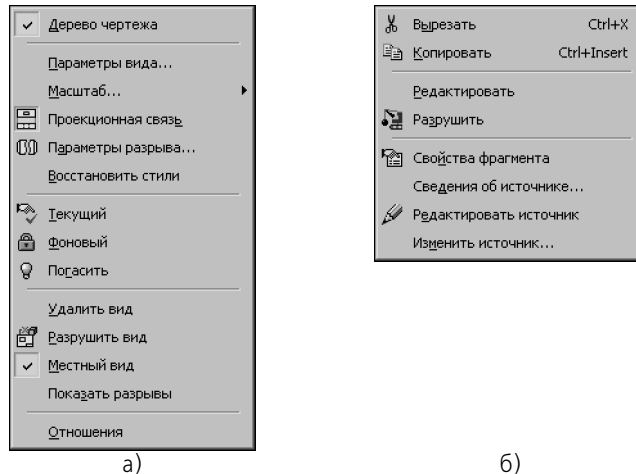 Дерево чертежа
Параметры вида...
Масштаб...
Проекционная связь
Параметры разрыва...
Восстановить стили
Текущий
Фоновый
Погасить
Удалить вид
Разрушить вид
Местный вид
Показать разрывы
Отношения
а)
Вырезать Ctrl+X
Копировать Ctrl+Insert
Редактировать
Разрушить
Свойства фрагмента
Сведения об источнике...
Редактировать источник
Изменить источник...
б)